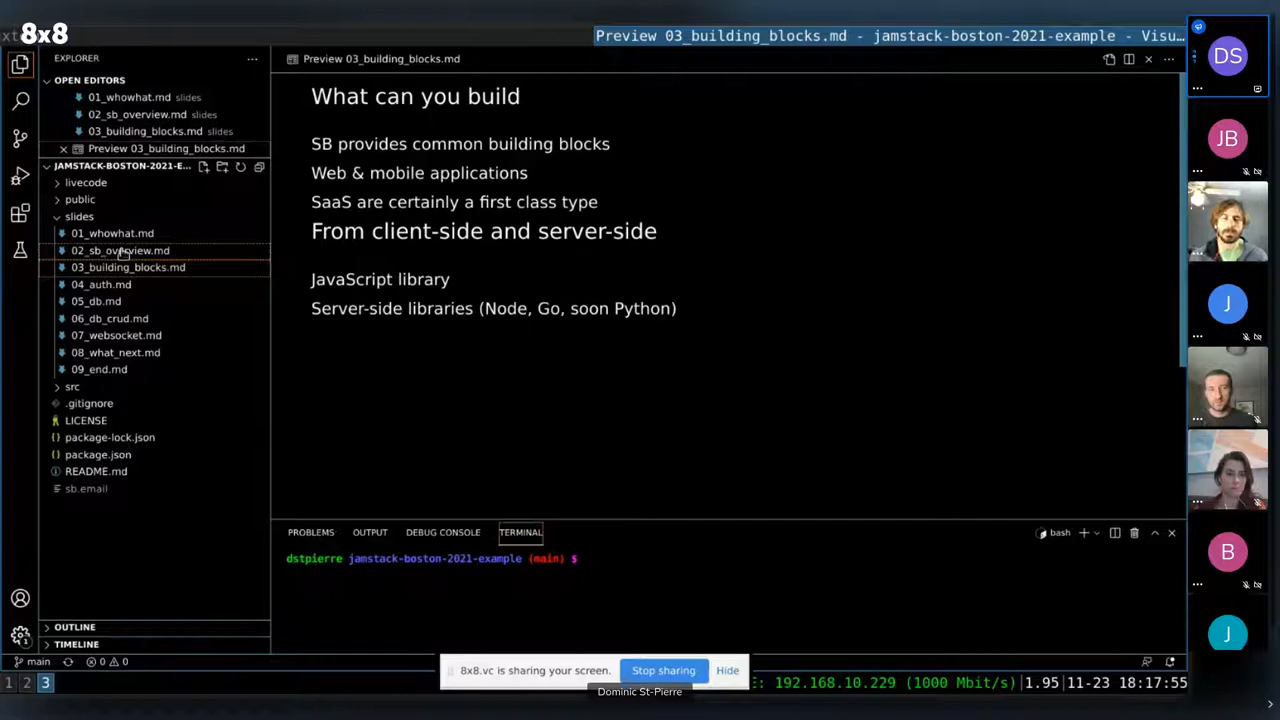 8x8
Preview 03_building_blocks.md - jamstack-boston-2021-example - Visu...
EXPLORER
OPEN EDITORS
01_whowhat.md slides
02_sb_overview.md slides
03_building_blocks.md slides
Preview 03_building_blocks.md
JAMSTACK-BOSTON-2021-E...
livecode
public
slides
01_whowhat.md
02_sb_overview.md
03_building_blocks.md
04_auth.md
05_db.md
06_db_crud.md
07_websocket.md
08_what_next.md
09_end.md
src
.gitignore
LICENSE
package-lock.json
package.json
README.md
sb.email
OUTLINE
TIMELINE
main
0 0
1 2 3
Preview 03_building_blocks.md
What can you build
SB provides common building blocks
Web & mobile applications
SaaS are certainly a first class type
From client-side and server-side
JavaScript library
Server-side libraries (Node, Go, soon Python)
PROBLEMS OUTPUT DEBUG CONSOLE TERMINAL
bash
dstpierre jamstack-boston-2021-example (main) $
8x8.vc is sharing your screen. Stop sharing Hide
E: 192.168.10.229 (1000 Mbit/s)|1.95|11-23 18:17:55
Dominic St-Pierre
DS
JB
J
B
J